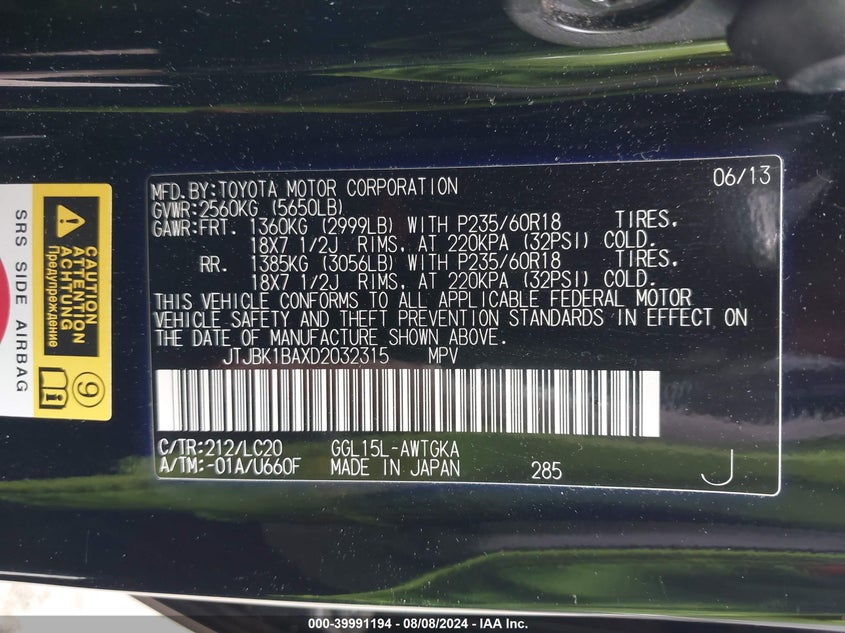 06/13
MFD.BY:TOYOTA MOTOR CORPORATION
GVWR:2560KG (5650LB)
GAWR:FRT. 1360KG (2999LB) WITH P235/60R18 TIRES,
18X7 1/2J RIMS, AT 220KPA (32PSI) COLD.
RR. 1385KG (3056LB) WITH P235/60R18 TIRES,
18X7 1/2J RIMS, AT 220KPA (32PSI) COLD.
THIS VEHICLE CONFORMS TO ALL APPLICABLE FEDERAL MOTOR
VEHICLE SAFETY AND THEFT PREVENTION STANDARDS IN EFFECT ON
THE DATE OF MANUFACTURE SHOWN ABOVE.
JTJBK1BAXD2032315 MPV
C/TR:212/LC20 GGL15L-AWTGKA
A/TM:-01A/U660F MADE IN JAPAN 285 J
CAUTION
ATTENTION
ACHTUNG
Предупреждение
9
i
SRS SIDE AIRBAG
000-39991194 - 08/08/2024 - IAA Inc.